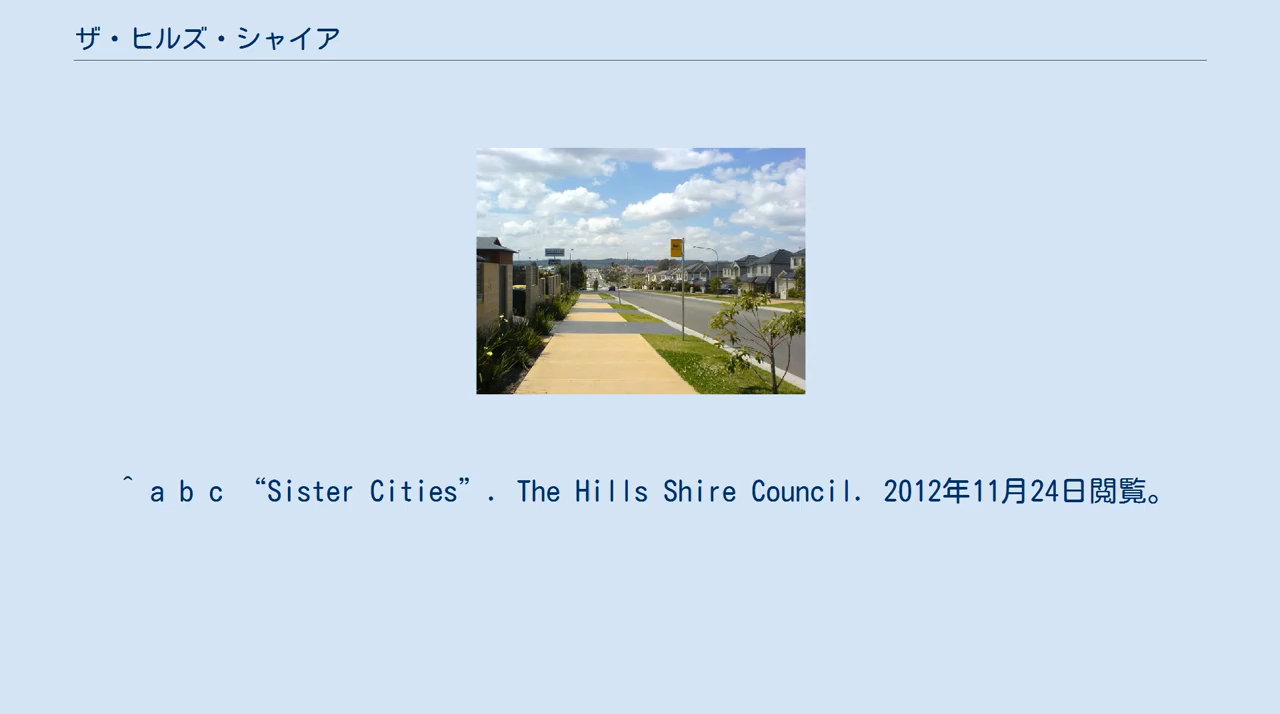 ザ・ヒルズ・シャイア
^ a b c “Sister Cities”. The Hills Shire Council. 2012年11月24日閲覧。